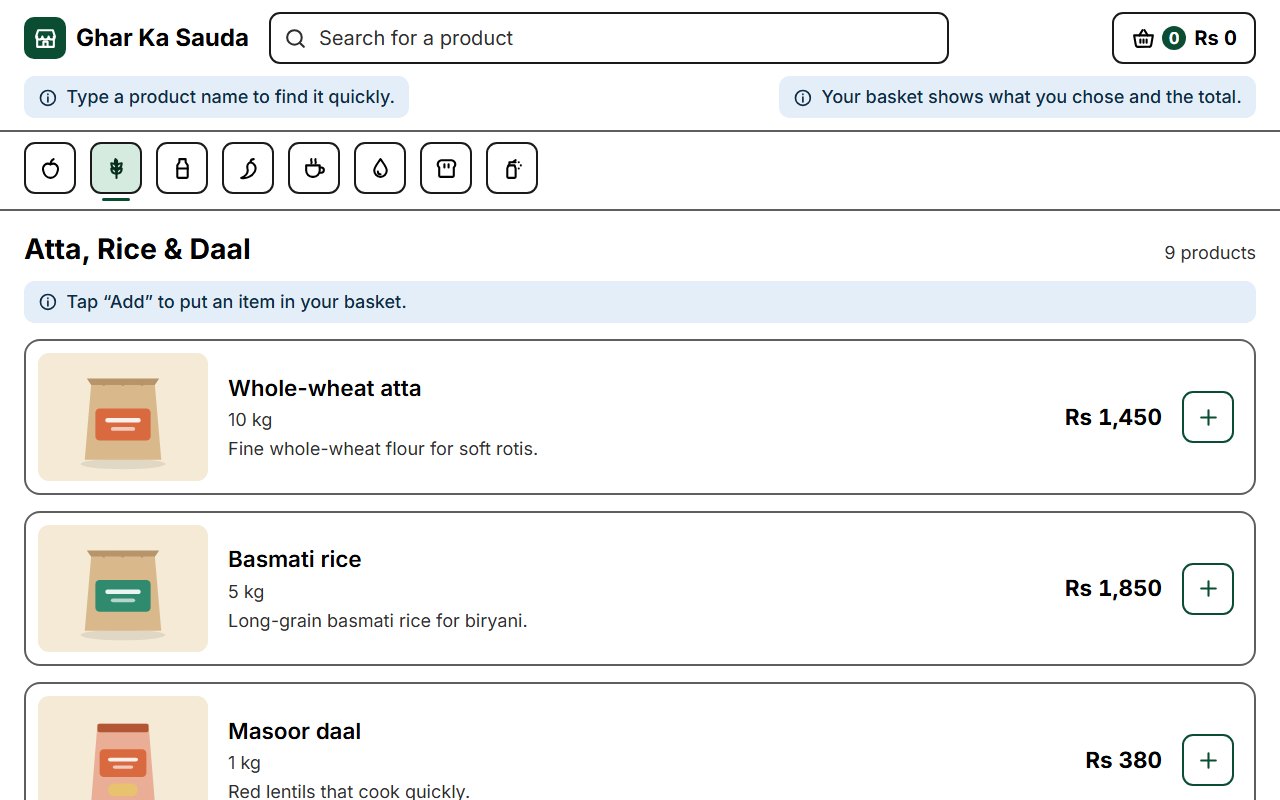 Ghar Ka Sauda
Search for a product
0 Rs 0
Type a product name to find it quickly.
Your basket shows what you chose and the total.
Atta, Rice & Daal
9 products
Tap “Add” to put an item in your basket.
Whole-wheat atta
10 kg
Fine whole-wheat flour for soft rotis.
Rs 1,450
Basmati rice
5 kg
Long-grain basmati rice for biryani.
Rs 1,850
Masoor daal
1 kg
Red lentils that cook quickly.
Rs 380